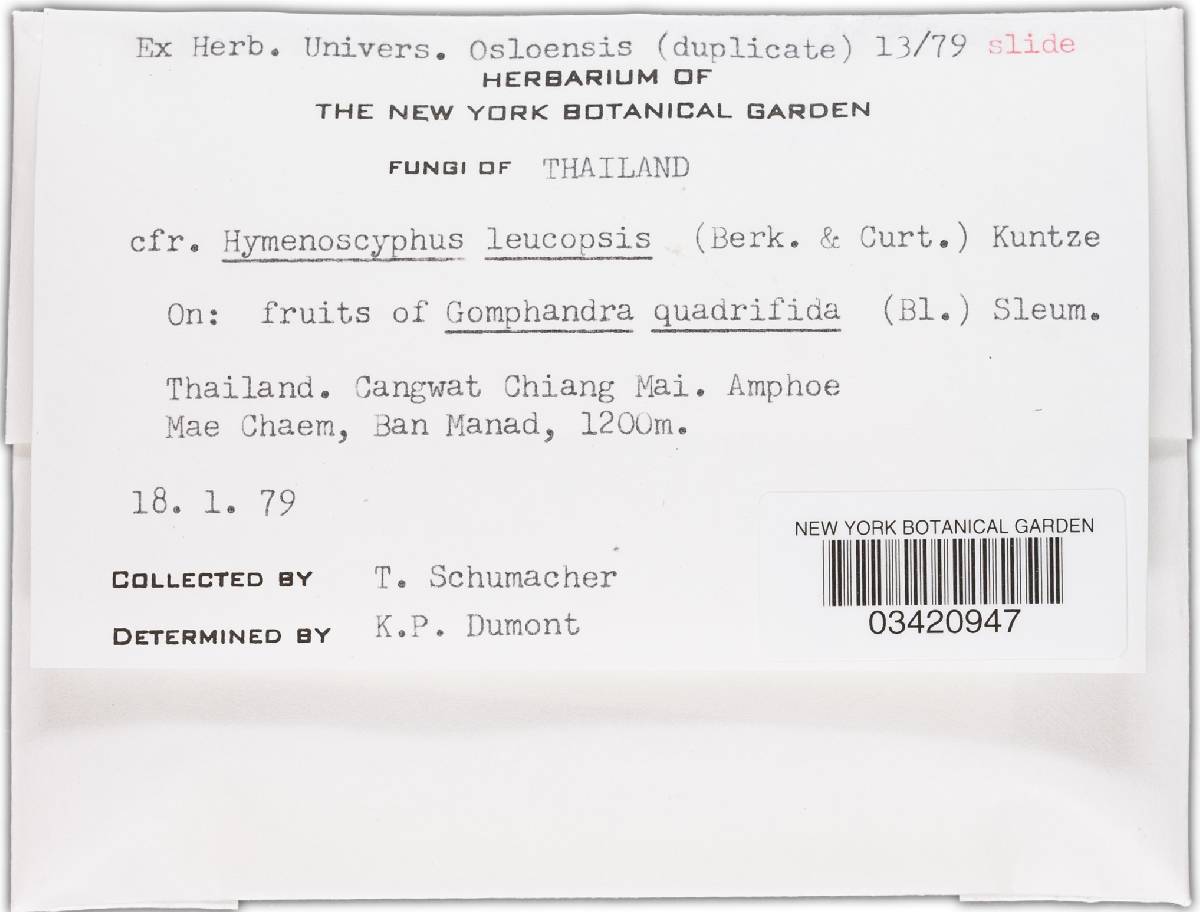 Ex Herb. Univers. Osloensis (duplicate) 13/79 slide
HERBARIUM OF
THE NEW YORK BOTANICAL GARDEN
FUNGI OF THAILAND
cfr. Hymenoscyphus leucopsis (Berk. & Curt.) Kuntze
On: fruits of Gomphandra quadrifida (Bl.) Sleum.
Thailand. Cangwat Chiang Mai. Amphoe
Mae Chaem, Ban Manad, 1200m.
18. 1. 79
COLLECTED BY T. Schumacher
DETERMINED BY K.P. Dumont
NEW YORK BOTANICAL GARDEN
03420947